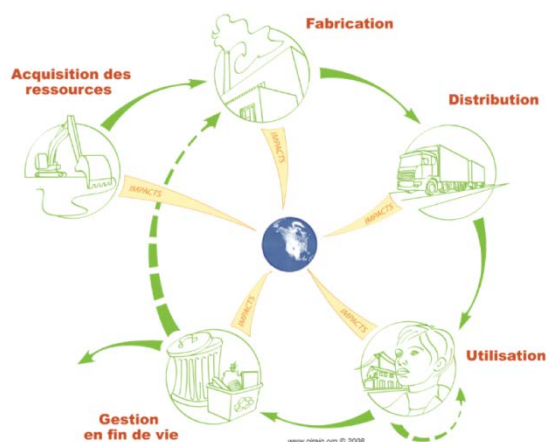 Fabrication
Acquisition des
ressources
Distribution
IMPACTS
IMPACTS
IMPACTS
IMPACTS
IMPACTS
Utilisation
Gestion
en fin de vie